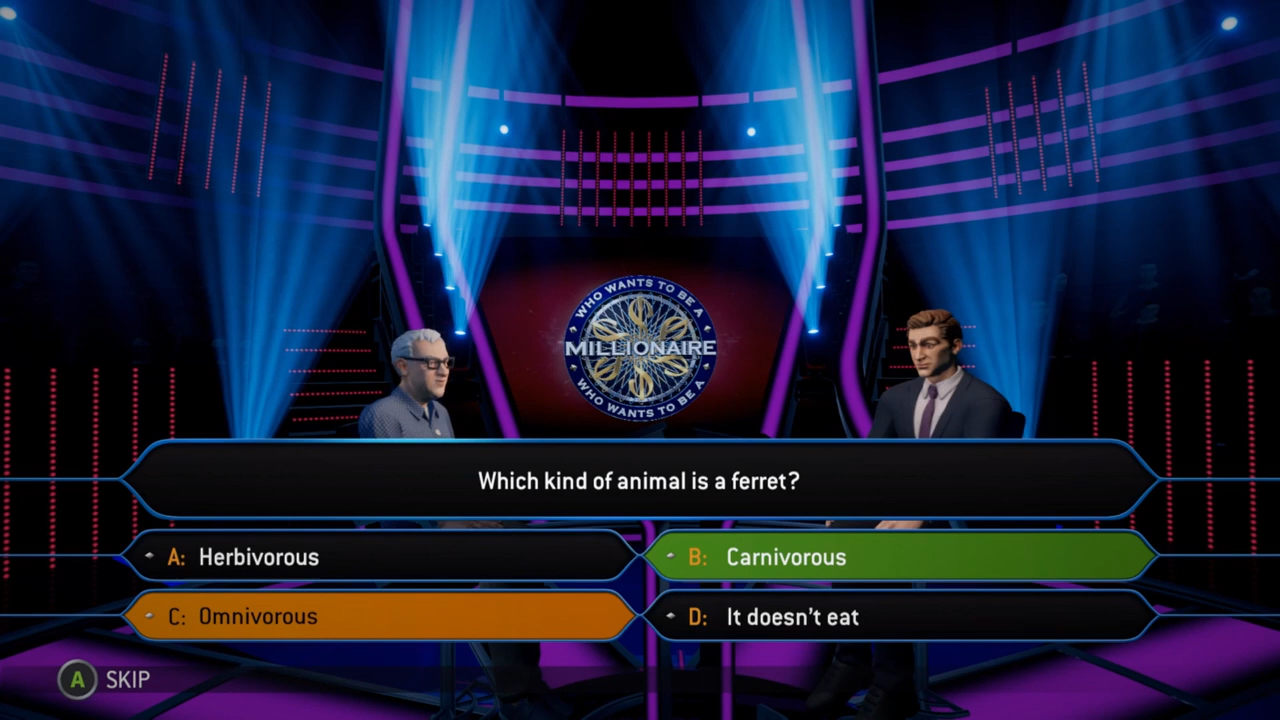 WHO WANTS TO BE A
MILLIONAIRE
WHO WANTS TO BE A
Which kind of animal is a ferret?
A: Herbivorous
B: Carnivorous
C: Omnivorous
D: It doesn't eat
A SKIP